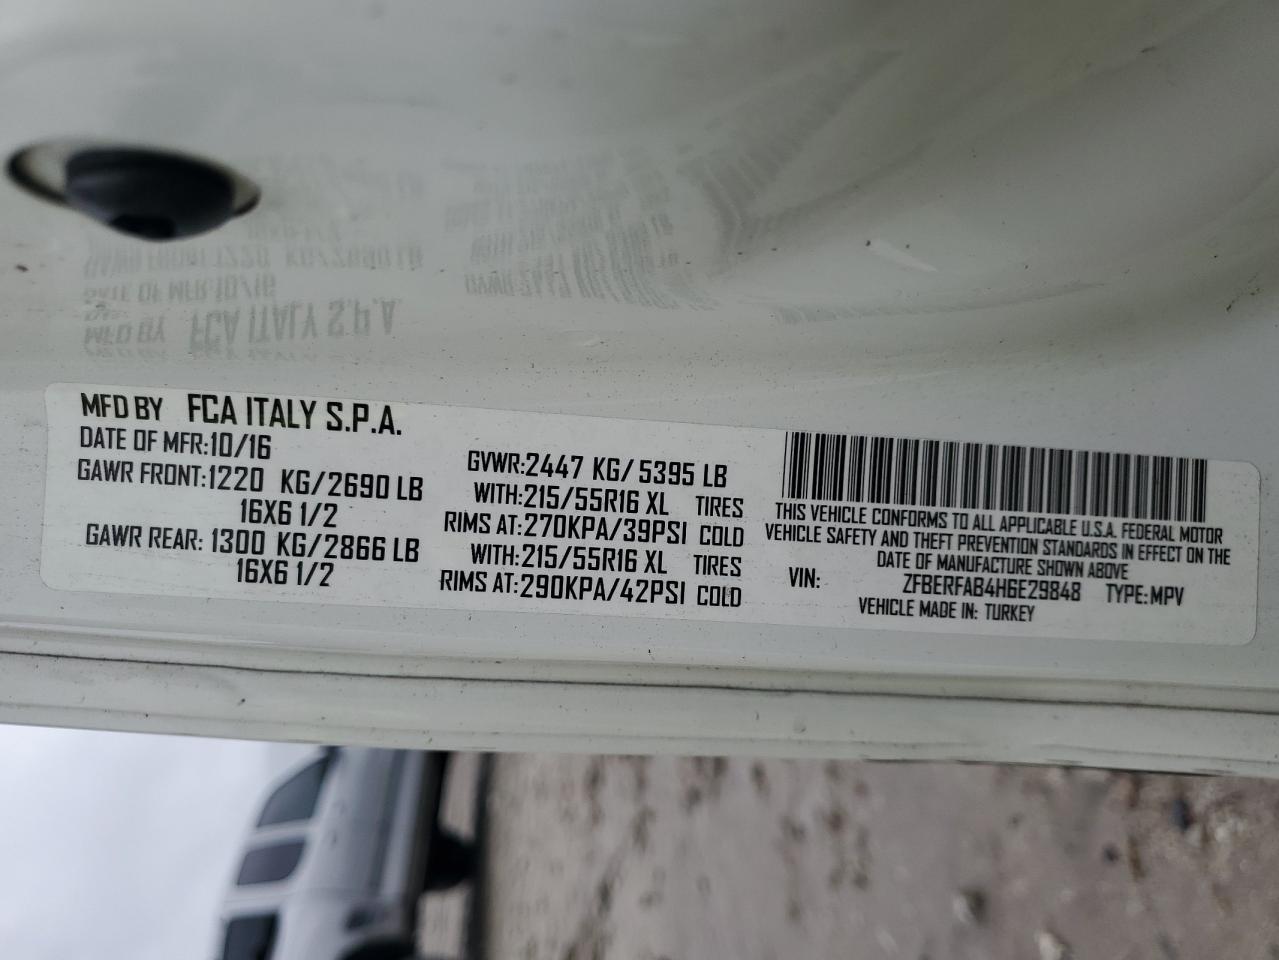 MFD BY FCA ITALY S.P.A.
DATE OF MFR:10/16
GAWR FRONT:1220 KG/2690 LB
16X6 1/2
GAWR REAR: 1300 KG/2866 LB
16X6 1/2
GVWR:2447 KG/ 5395 LB
WITH:215/55R16 XL TIRES
RIMS AT:270KPA/39PSI COLD
WITH:215/55R16 XL TIRES
RIMS AT:290KPA/42PSI COLD
THIS VEHICLE CONFORMS TO ALL APPLICABLE U.S.A. FEDERAL MOTOR
VEHICLE SAFETY AND THEFT PREVENTION STANDARDS IN EFFECT ON THE
DATE OF MANUFACTURE SHOWN ABOVE
VIN: ZFBERFAB4H6E29848 TYPE:MPV
VEHICLE MADE IN: TURKEY